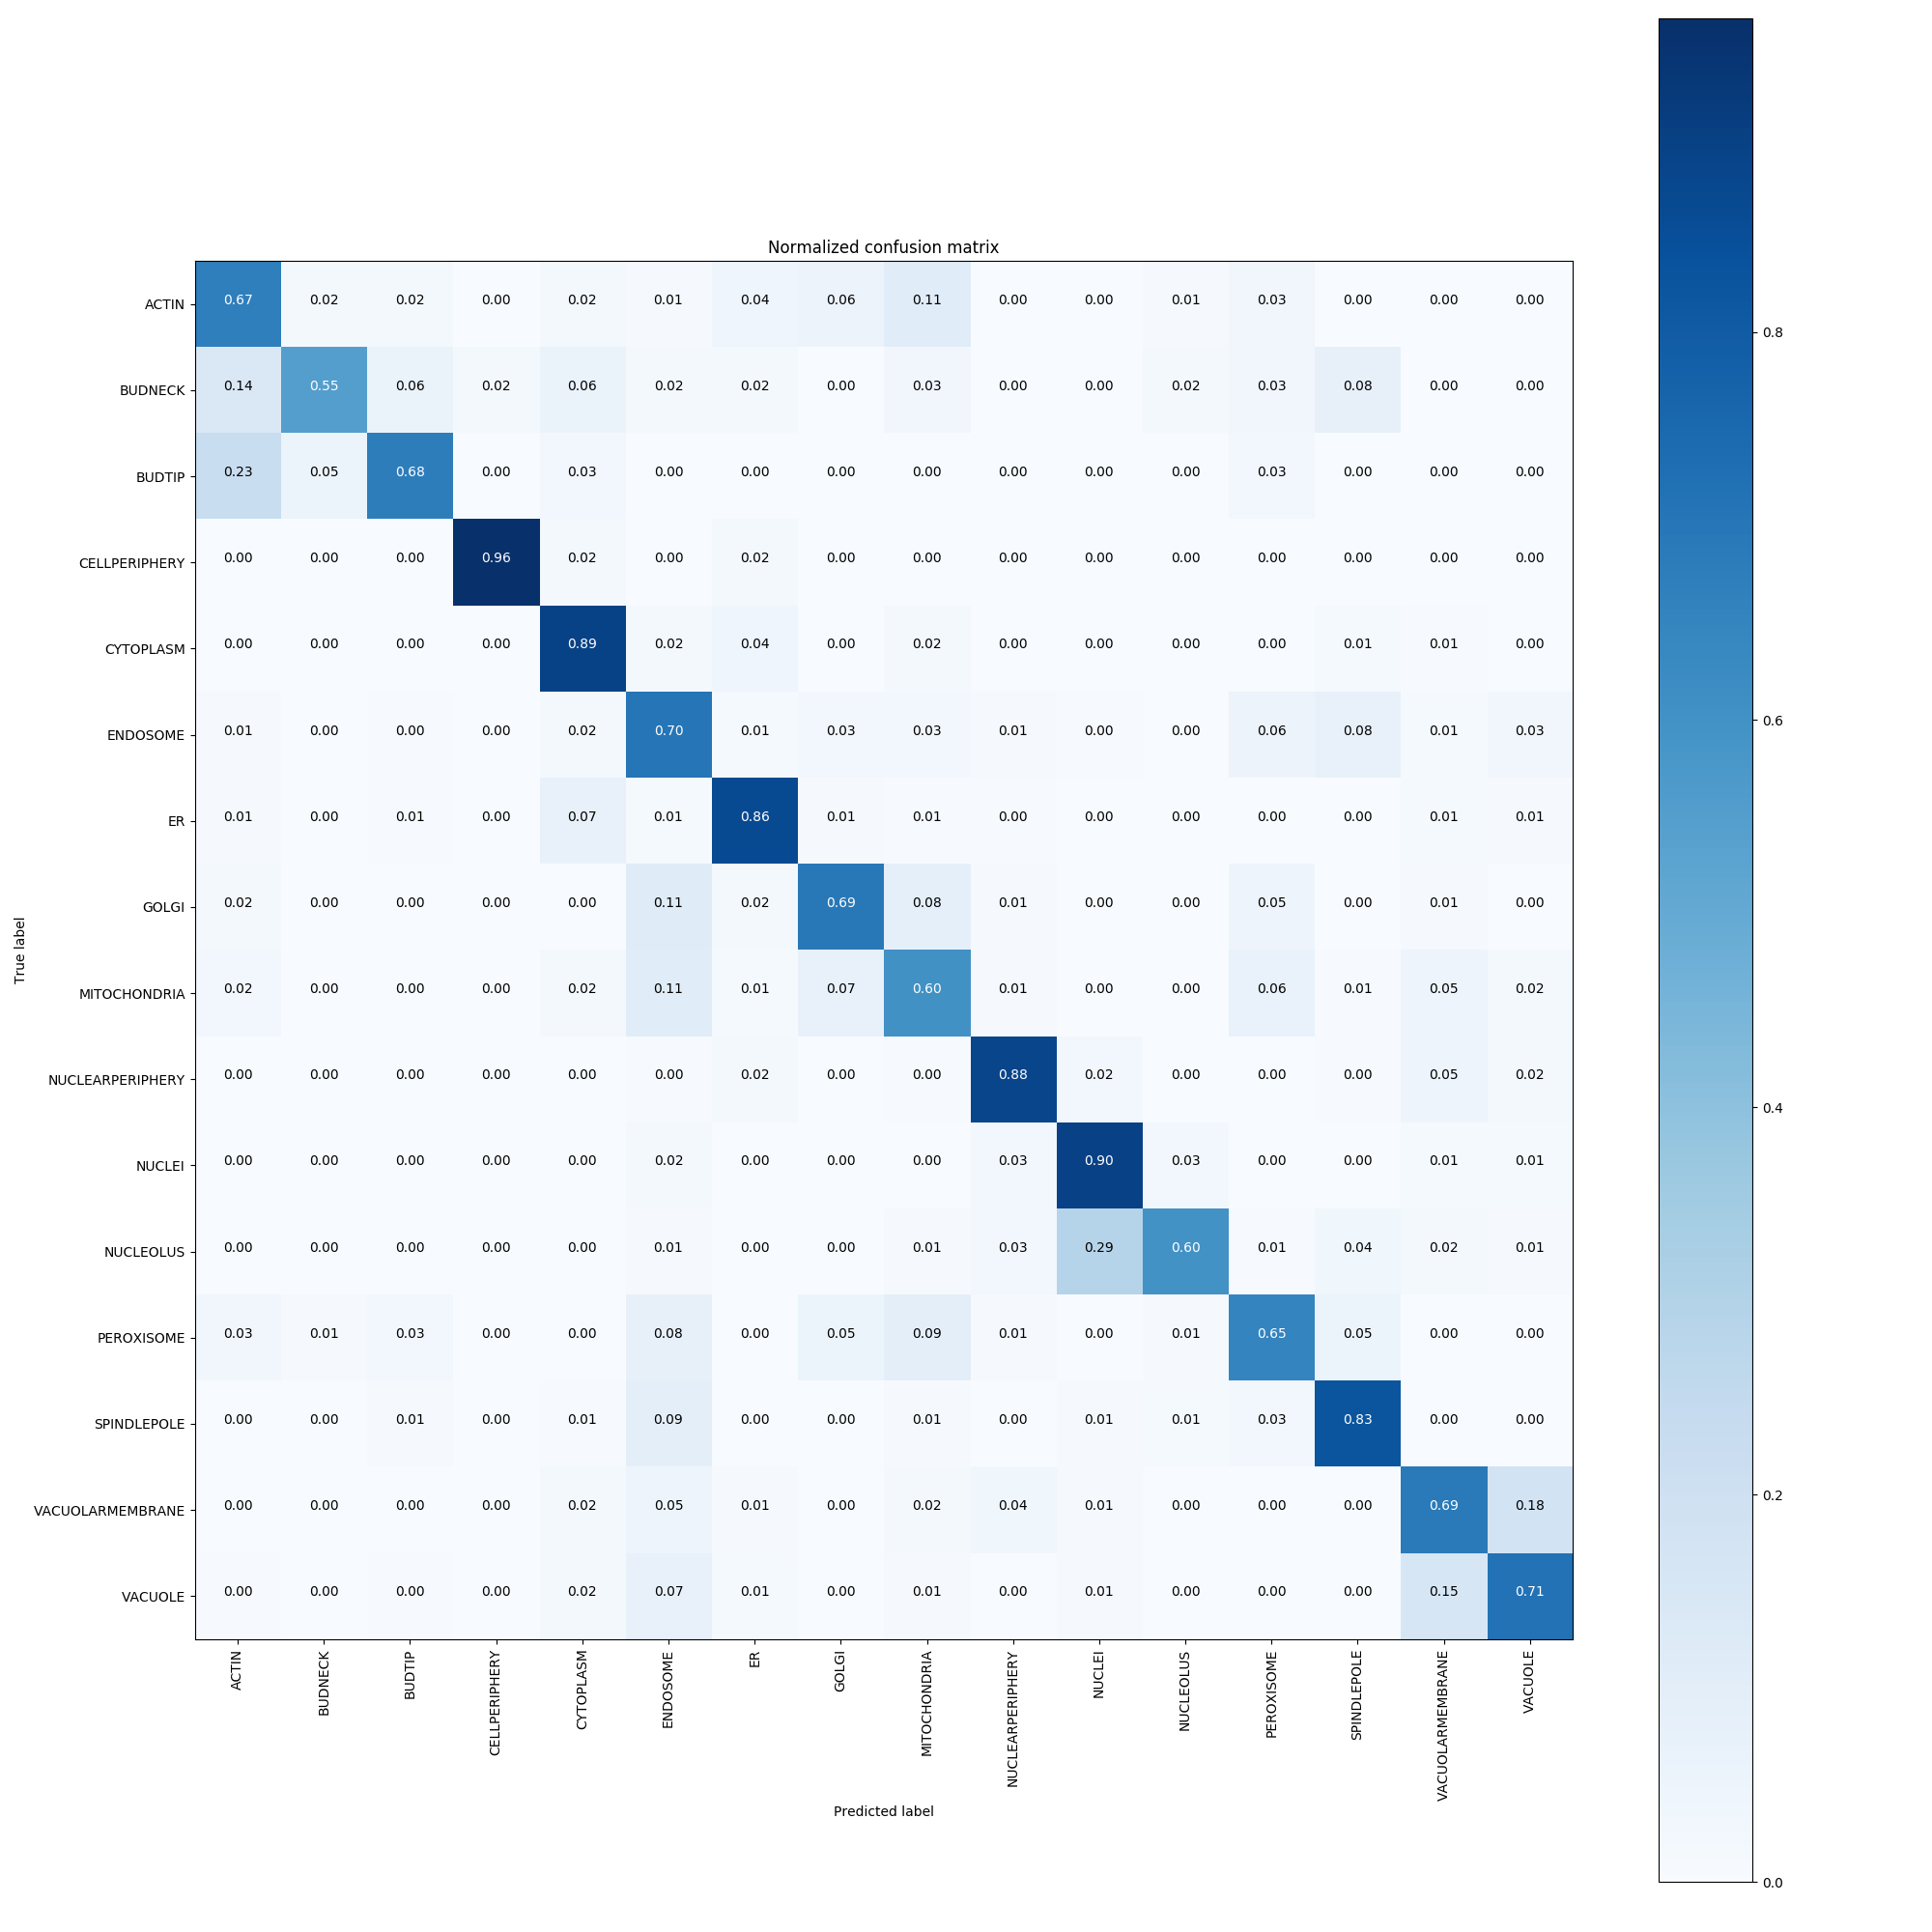 Normalized confusion matrix
ACTIN 0.67 0.02 0.02 0.00 0.02 0.01 0.04 0.06 0.11 0.00 0.00 0.01 0.03 0.00 0.00 0.00
BUDNECK 0.14 0.55 0.06 0.02 0.06 0.02 0.02 0.00 0.03 0.00 0.00 0.02 0.03 0.08 0.00 0.00
BUDTIP 0.23 0.05 0.68 0.00 0.03 0.00 0.00 0.00 0.00 0.00 0.00 0.00 0.03 0.00 0.00 0.00
CELLPERIPHERY 0.00 0.00 0.00 0.96 0.02 0.00 0.02 0.00 0.00 0.00 0.00 0.00 0.00 0.00 0.00 0.00
CYTOPLASM 0.00 0.00 0.00 0.00 0.89 0.02 0.04 0.00 0.02 0.00 0.00 0.00 0.00 0.01 0.01 0.00
ENDOSOME 0.01 0.00 0.00 0.00 0.02 0.70 0.01 0.03 0.03 0.01 0.00 0.00 0.06 0.08 0.01 0.03
ER 0.01 0.00 0.01 0.00 0.07 0.01 0.86 0.01 0.01 0.00 0.00 0.00 0.00 0.00 0.01 0.01
GOLGI 0.02 0.00 0.00 0.00 0.00 0.11 0.02 0.69 0.08 0.01 0.00 0.00 0.05 0.00 0.01 0.00
MITOCHONDRIA 0.02 0.00 0.00 0.00 0.02 0.11 0.01 0.07 0.60 0.01 0.00 0.00 0.06 0.01 0.05 0.02
NUCLEARPERIPHERY 0.00 0.00 0.00 0.00 0.00 0.00 0.02 0.00 0.00 0.88 0.02 0.00 0.00 0.00 0.05 0.02
NUCLEI 0.00 0.00 0.00 0.00 0.00 0.02 0.00 0.00 0.00 0.03 0.90 0.03 0.00 0.00 0.01 0.01
NUCLEOLUS 0.00 0.00 0.00 0.00 0.00 0.01 0.00 0.00 0.01 0.03 0.29 0.60 0.01 0.04 0.02 0.01
PEROXISOME 0.03 0.01 0.03 0.00 0.00 0.08 0.00 0.05 0.09 0.01 0.00 0.01 0.65 0.05 0.00 0.00
SPINDLEPOLE 0.00 0.00 0.01 0.00 0.01 0.09 0.00 0.00 0.01 0.00 0.01 0.01 0.03 0.83 0.00 0.00
VACUOLARMEMBRANE 0.00 0.00 0.00 0.00 0.02 0.05 0.01 0.00 0.02 0.04 0.01 0.00 0.00 0.00 0.69 0.18
VACUOLE 0.00 0.00 0.00 0.00 0.02 0.07 0.01 0.00 0.01 0.00 0.01 0.00 0.00 0.00 0.15 0.71
True label
ACTIN
BUDNECK
BUDTIP
CELLPERIPHERY
CYTOPLASM
ENDOSOME
ER
GOLGI
MITOCHONDRIA
NUCLEARPERIPHERY
NUCLEI
NUCLEOLUS
PEROXISOME
SPINDLEPOLE
VACUOLARMEMBRANE
VACUOLE
Predicted label
0.8
0.6
0.4
0.2
0.0